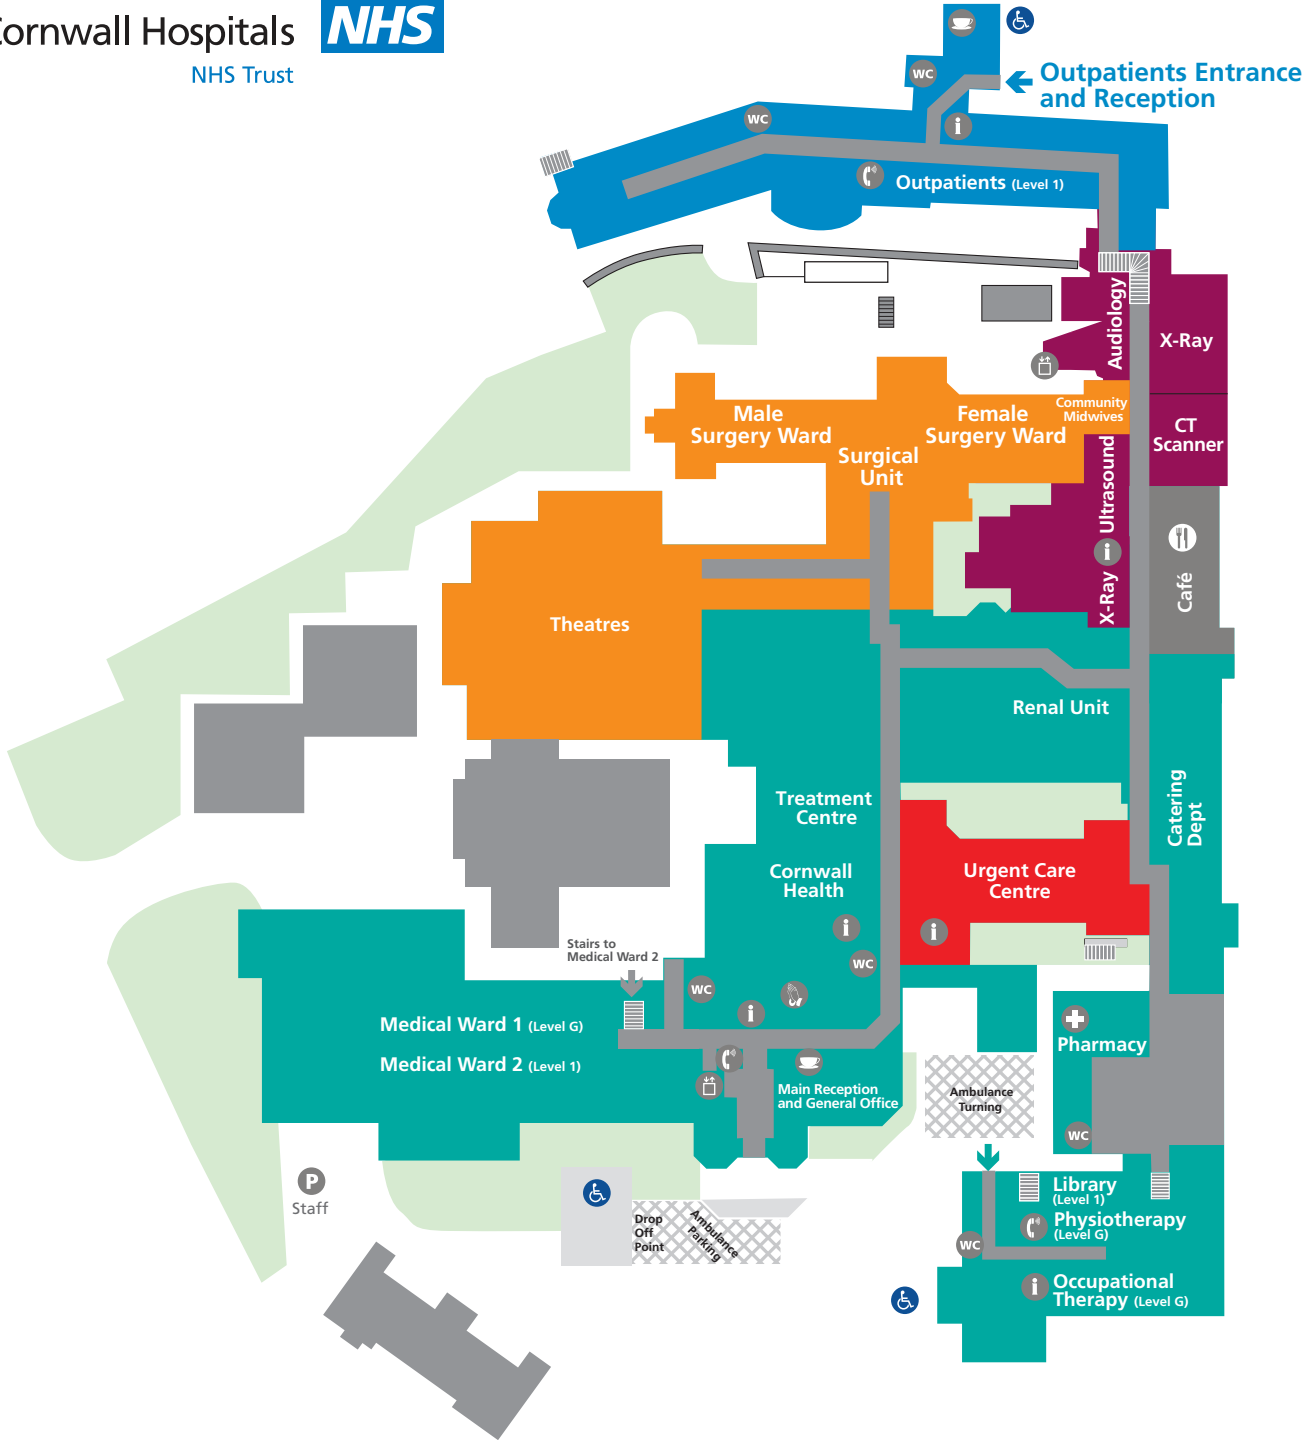 Cornwall Hospitals
NHS
NHS Trust
Outpatients Entrance
and Reception
WC
i
WC
Outpatients (Level 1)
Audiology
X-Ray
Community
Midwives
CT
Scanner
Male
Surgery Ward
Female
Surgery Ward
Surgical
Unit
Ultrasound
i
X-Ray
Café
Theatres
Renal Unit
Treatment
Centre
Catering
Dept
Cornwall
Health
Urgent Care
Centre
i
i
WC
Stairs to
Medical Ward 2
WC
i
Medical Ward 1 (Level G)
Medical Ward 2 (Level 1)
Main Reception
and General Office
Pharmacy
Ambulance
Turning
WC
P
Staff
Drop
Off
Point
Ambulance
Parking
Library
(Level 1)
Physiotherapy
(Level G)
WC
i
Occupational
Therapy (Level G)